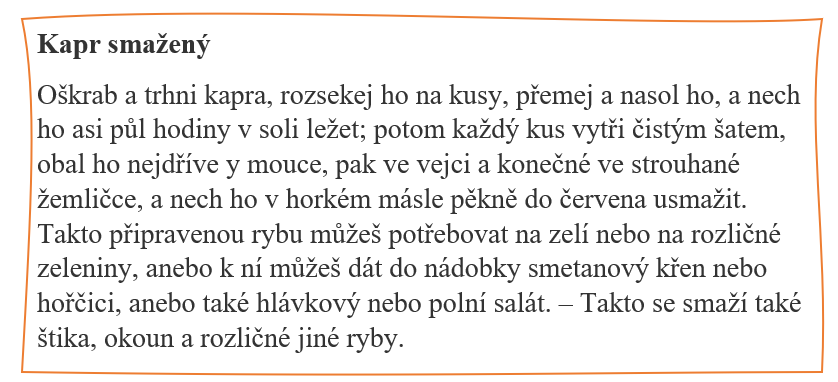 Kapr smažený
Oškrab a trhni kapra, rozsekej ho na kusy, přemej a nasol ho, a nech
ho asi půl hodiny v soli ležet; potom každý kus vytři čistým šatem,
obal ho nejdříve y mouce, pak ve vejci a konečné ve strouhané
žemličce, a nech ho v horkém másle pěkně do červena usmažit.
Takto připravenou rybu můžeš potřebovat na zelí nebo na rozličné
zeleniny, anebo k ní můžeš dát do nádobky smetanový křen nebo
hořčici, anebo také hlávkový nebo polní salát. – Takto se smaží také
štika, okoun a rozličné jiné ryby.